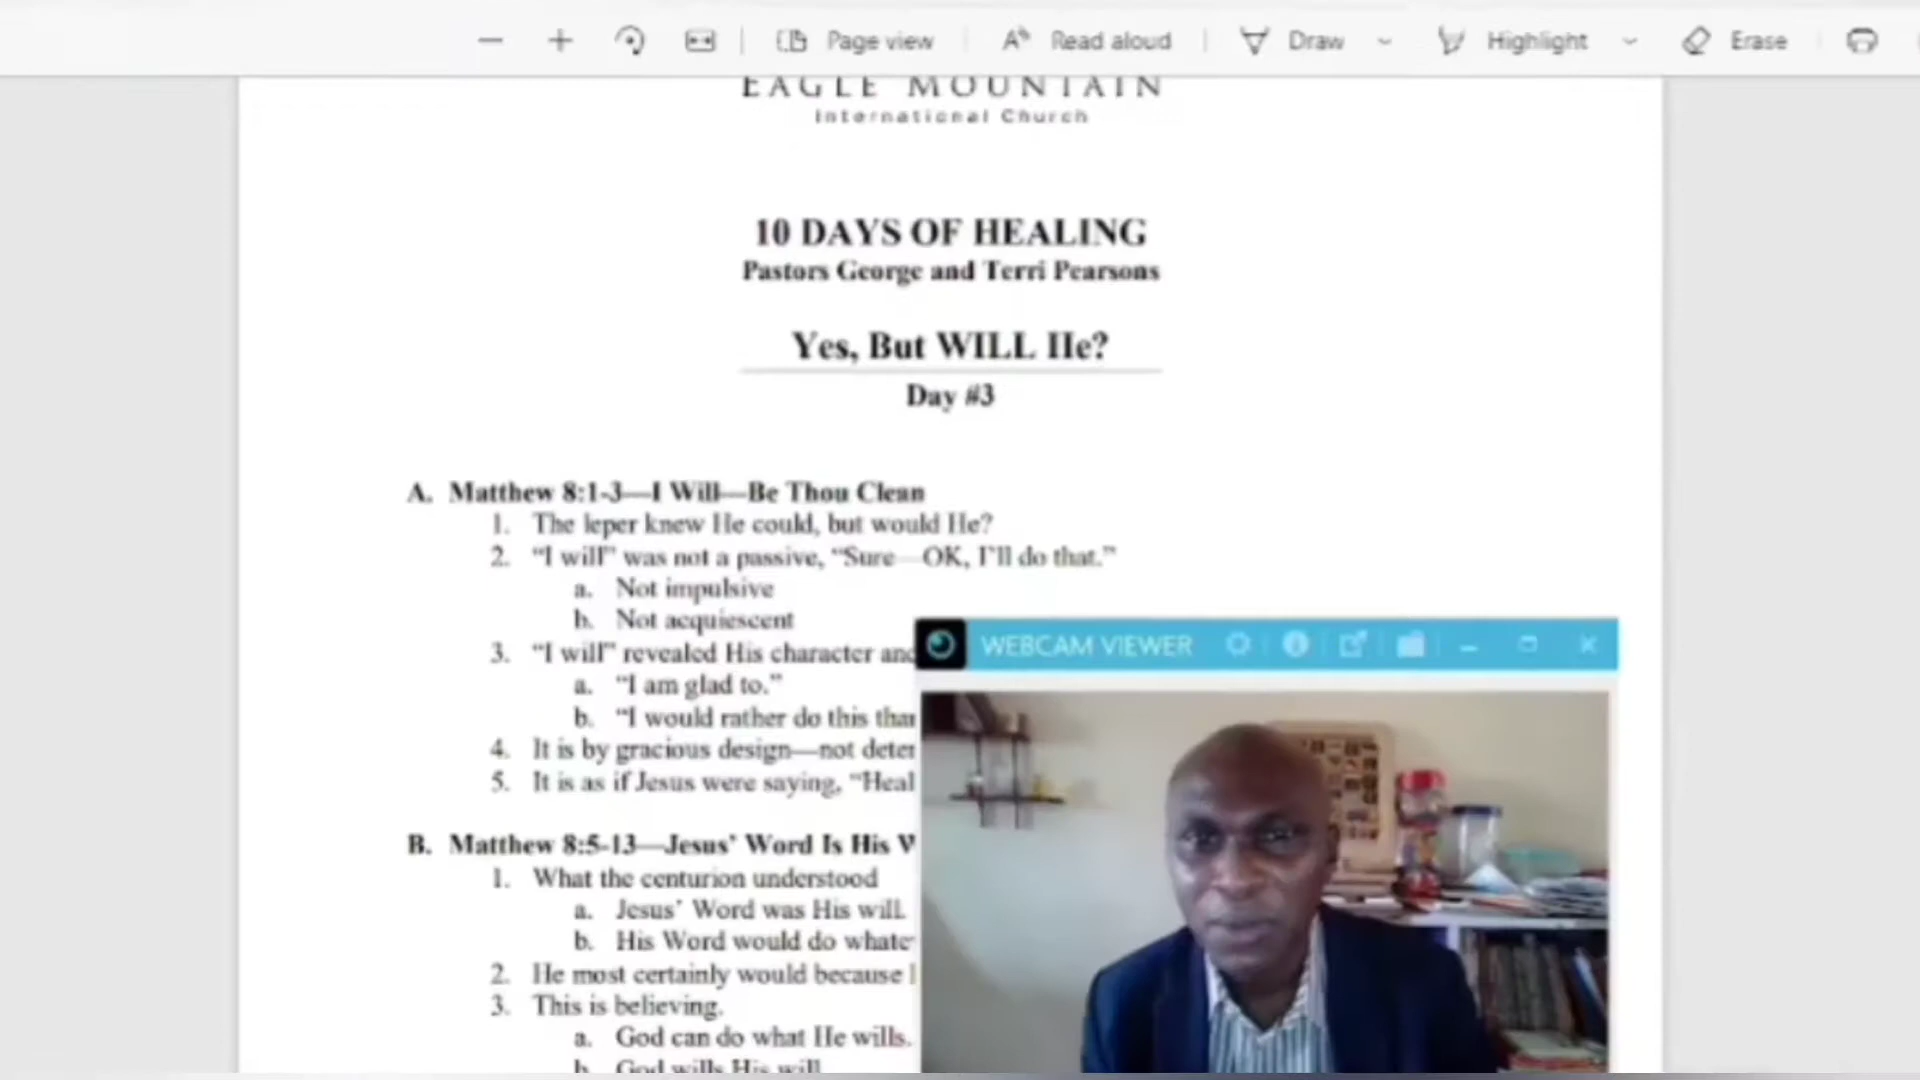 Page view
Read aloud
Draw
Highlight
Erase
EAGLE MOUNTAIN
International Church
10 DAYS OF HEALING
Pastors George and Terri Pearsons
Yes, But WILL He?
Day #3
A. Matthew 8:1-3—I Will—Be Thou Clean
1. The leper knew He could, but would He?
2. “I will” was not a passive, “Sure—OK, I’ll do that.”
a. Not impulsive
b. Not acquiescent
3. “I will” revealed His character and
a. “I am glad to.”
b. “I would rather do this than
4. It is by gracious design—not deter
5. It is as if Jesus were saying, “Heal
B. Matthew 8:5-13—Jesus’ Word Is His W
1. What the centurion understood
a. Jesus’ Word was His will.
b. His Word would do whate
2. He most certainly would because
3. This is believing.
a. God can do what He wills.
b. God wills His will
WEBCAM VIEWER